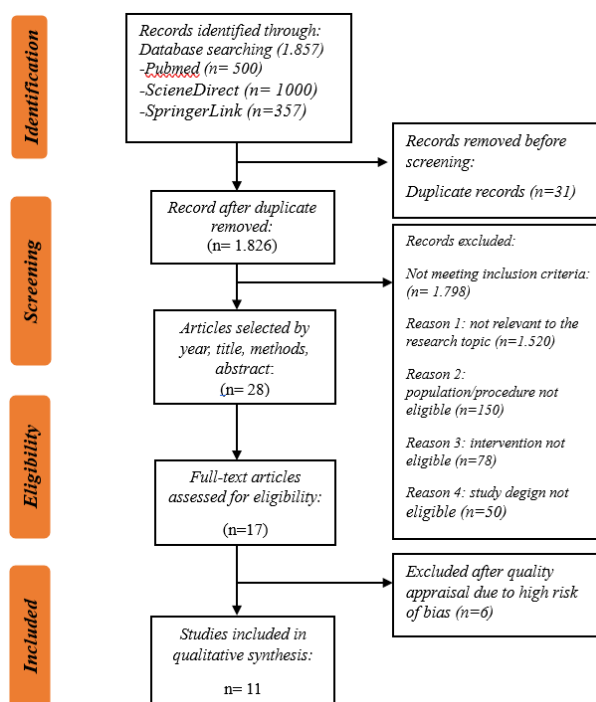 Identification
Records identified through:
Database searching (1.857)
-Pubmed (n= 500)
-ScieneDirect (n= 1000)
-SpringerLink (n=357)
Records removed before
screening:
Duplicate records (n=31)
Screening
Record after duplicate
removed:
(n= 1.826)
Records excluded:
Not meeting inclusion criteria:
(n= 1.798)
Reason 1: not relevant to the
research topic (n=1.520)
Reason 2:
population/procedure not
eligible (n=150)
Reason 3: intervention not
eligible (n=78)
Reason 4: study degign not
eligible (n=50)
Articles selected by
year, title, methods,
abstract:
(n= 28)
Eligibility
Full-text articles
assessed for eligibility:
(n=17)
Excluded after quality
appraisal due to high risk
of bias (n=6)
Included
Studies included in
qualitative synthesis:
n= 11